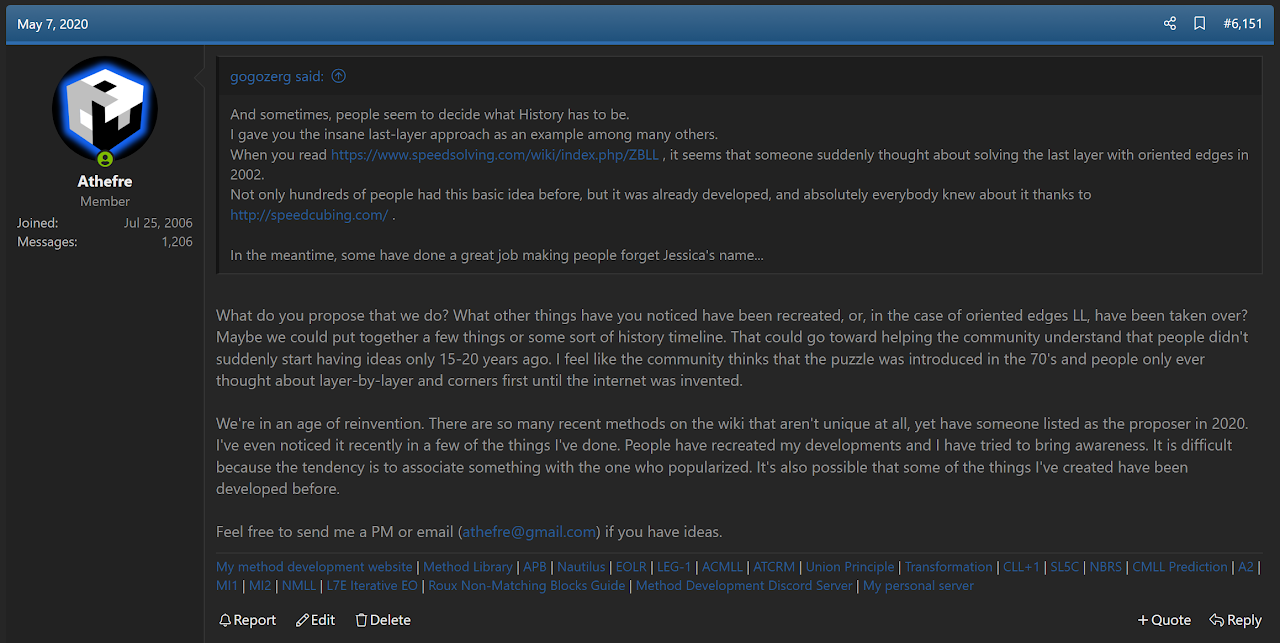 May 7, 2020
#6,151
Athefre
Member
Joined: Jul 25, 2006
Messages: 1,206
gogozerg said:
And sometimes, people seem to decide what History has to be.
I gave you the insane last-layer approach as an example among many others.
When you read https://www.speedsolving.com/wiki/index.php/ZBLL , it seems that someone suddenly thought about solving the last layer with oriented edges in
2002.
Not only hundreds of people had this basic idea before, but it was already developed, and absolutely everybody knew about it thanks to
http://speedcubing.com/ .
In the meantime, some have done a great job making people forget Jessica's name...
What do you propose that we do? What other things have you noticed have been recreated, or, in the case of oriented edges LL, have been taken over?
Maybe we could put together a few things or some sort of history timeline. That could go toward helping the community understand that people didn't
suddenly start having ideas only 15-20 years ago. I feel like the community thinks that the puzzle was introduced in the 70's and people only ever
thought about layer-by-layer and corners first until the internet was invented.
We're in an age of reinvention. There are so many recent methods on the wiki that aren't unique at all, yet have someone listed as the proposer in 2020.
I've even noticed it recently in a few of the things I've done. People have recreated my developments and I have tried to bring awareness. It is difficult
because the tendency is to associate something with the one who popularized. It's also possible that some of the things I've created have been
developed before.
Feel free to send me a PM or email (athefre@gmail.com) if you have ideas.
My method development website | Method Library | APB | Nautilus | EOLR | LEG-1 | ACMLL | ATCRM | Union Principle | Transformation | CLL+1 | SL5C | NBRS | CMLL Prediction | A2 |
MI1 | MI2 | NMLL | L7E Iterative EO | Roux Non-Matching Blocks Guide | Method Development Discord Server | My personal server
Report Edit Delete + Quote Reply